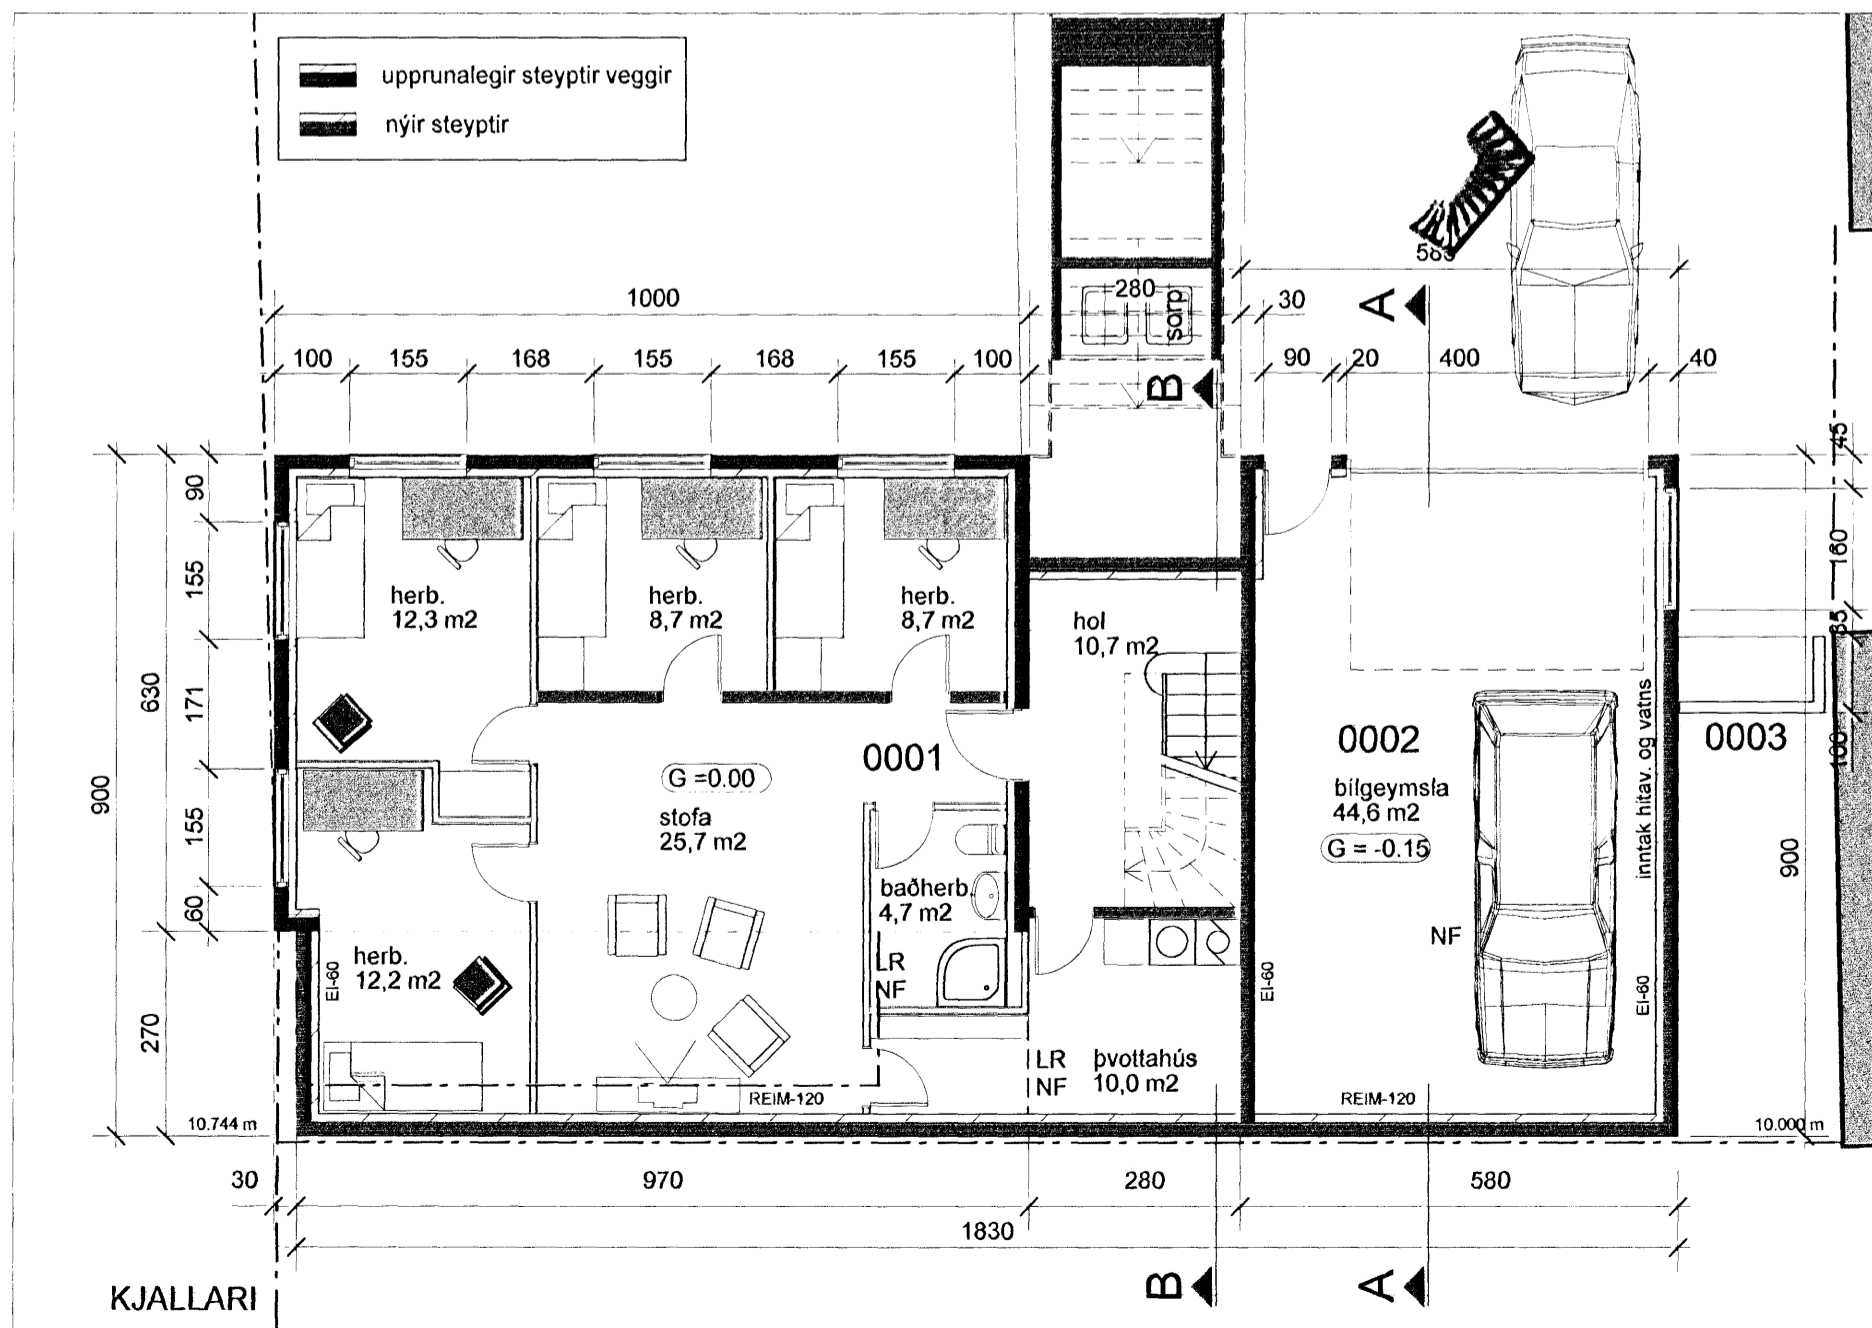 upprunalegir steyptir veggir
nýir steyptir
1000
280
30
sorp
A
100 155 168 155 168 155 100
B
90 20 400 40
45
90
155
171
155
60
630
270
900
160
85
100
900
herb.
12,3 m2
herb.
8,7 m2
herb.
8,7 m2
hol
10,7 m2
0001
0002
0003
G =0.00
stofa
25,7 m2
bílgeymsla
44,6 m2
G = -0.15
inntak hitav. og vatns
baðherb.
4,7 m2
LR
NF
NF
herb.
12,2 m2
EI-60
EI-60
EI-60
LR
NF
þvottahús
10,0 m2
REIM-120
REIM-120
10.744 m
10.000 m
30 970 280 580
1830
B
A
KJALLARI